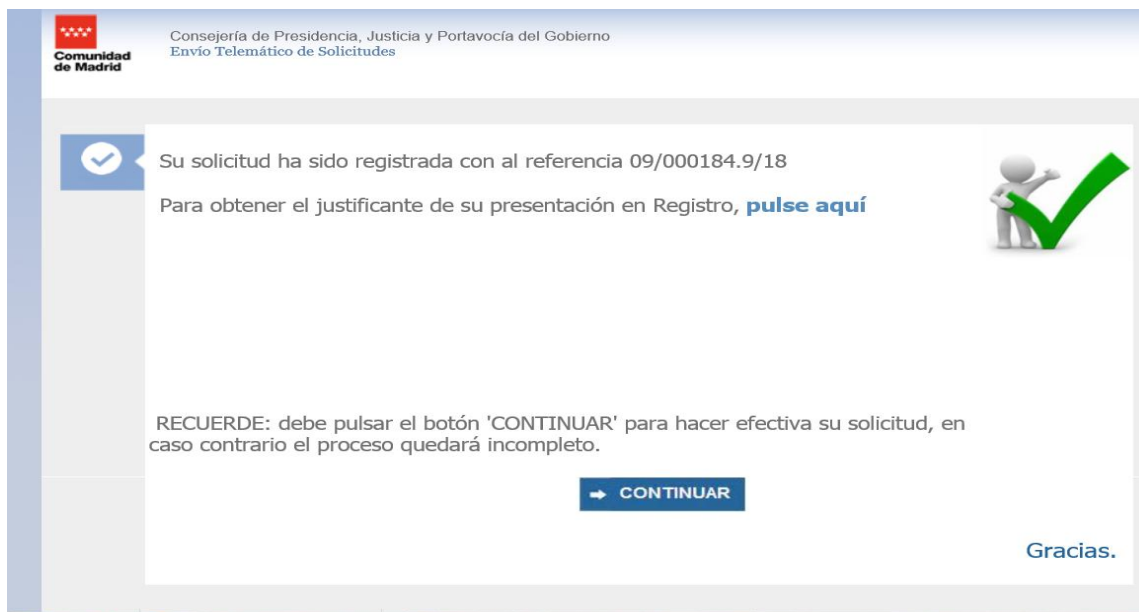 Comunidad
de Madrid
Consejería de Presidencia, Justicia y Portavocía del Gobierno
Envío Telemático de Solicitudes
Su solicitud ha sido registrada con al referencia 09/000184.9/18
Para obtener el justificante de su presentación en Registro, pulse aquí
RECUERDE: debe pulsar el botón 'CONTINUAR' para hacer efectiva su solicitud, en
caso contrario el proceso quedará incompleto.
CONTINUAR
Gracias.